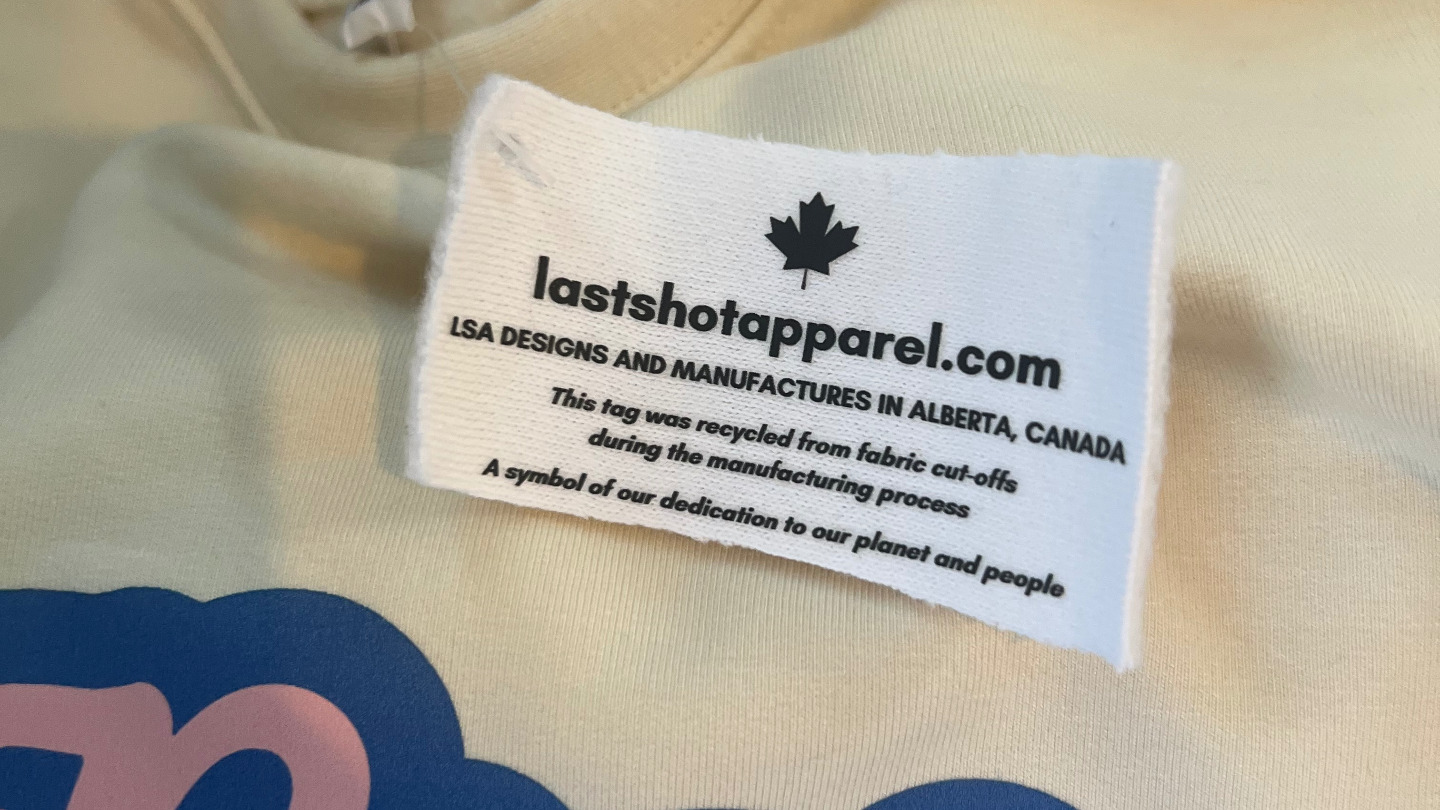 lastshotapparel.com
LSA DESIGNS AND MANUFACTURES IN ALBERTA, CANADA
This tag was recycled from fabric cut-offs
during the manufacturing process
A symbol of our dedication to our planet and people